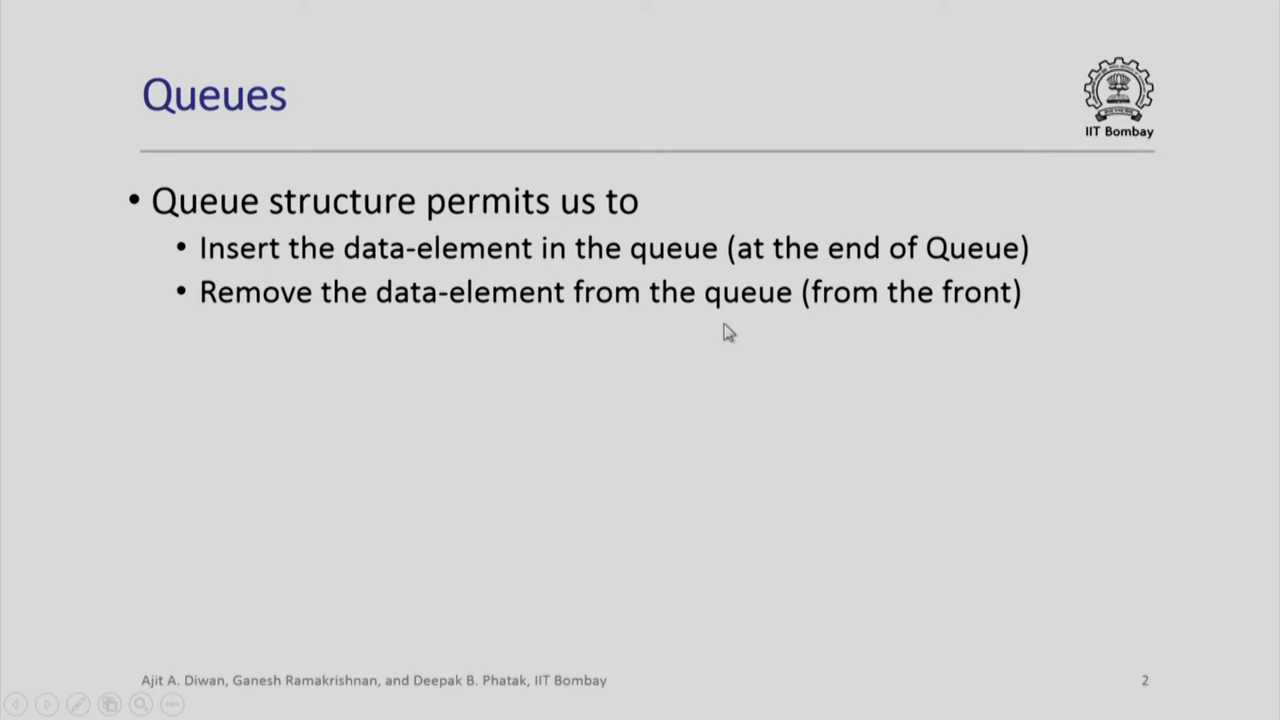 Queues
IIT Bombay
• Queue structure permits us to
• Insert the data-element in the queue (at the end of Queue)
• Remove the data-element from the queue (from the front)
Ajit A. Diwan, Ganesh Ramakrishnan, and Deepak B. Phatak, IIT Bombay
2